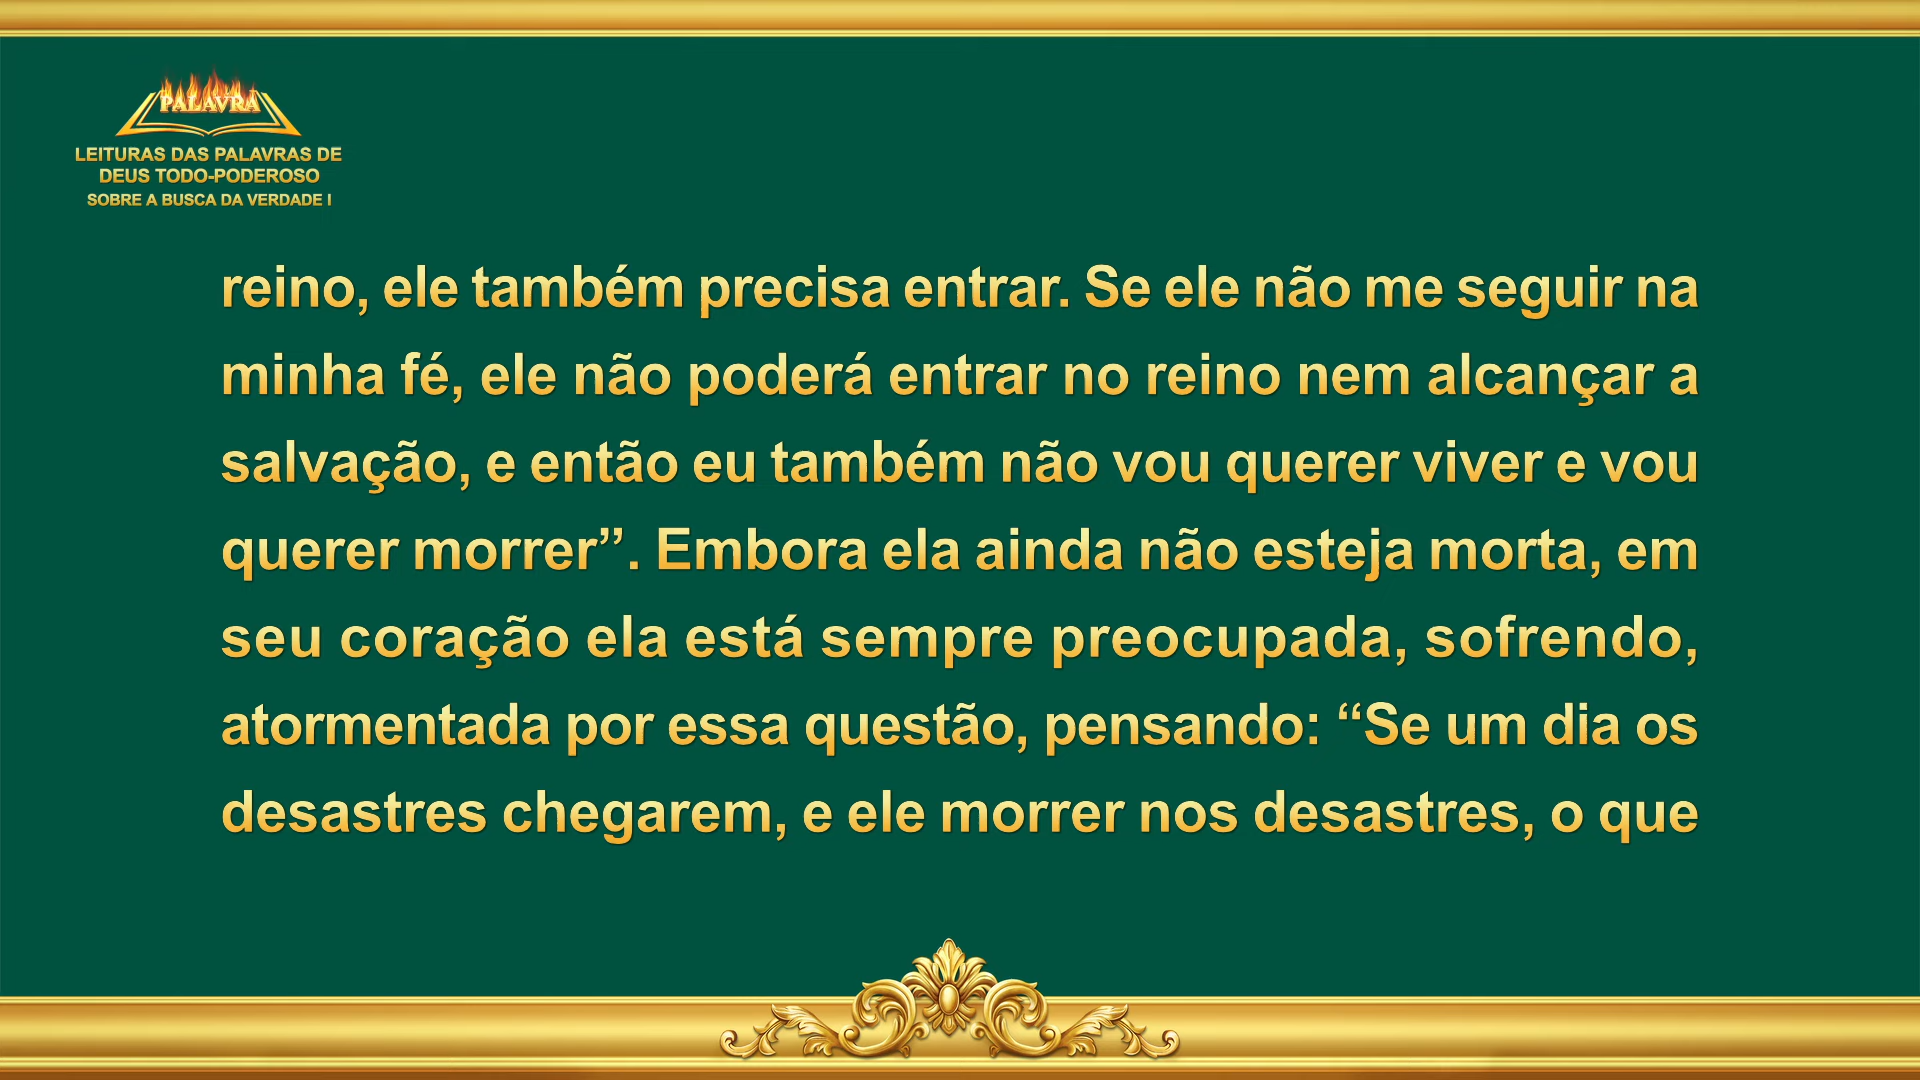 PALAVRA
LEITURAS DAS PALAVRAS DE
DEUS TODO-PODEROSO
SOBRE A BUSCA DA VERDADE I
reino, ele também precisa entrar. Se ele não me seguir na
minha fé, ele não poderá entrar no reino nem alcançar a
salvação, e então eu também não vou querer viver e vou
querer morrer”. Embora ela ainda não esteja morta, em
seu coração ela está sempre preocupada, sofrendo,
atormentada por essa questão, pensando: “Se um dia os
desastres chegarem, e ele morrer nos desastres, o que